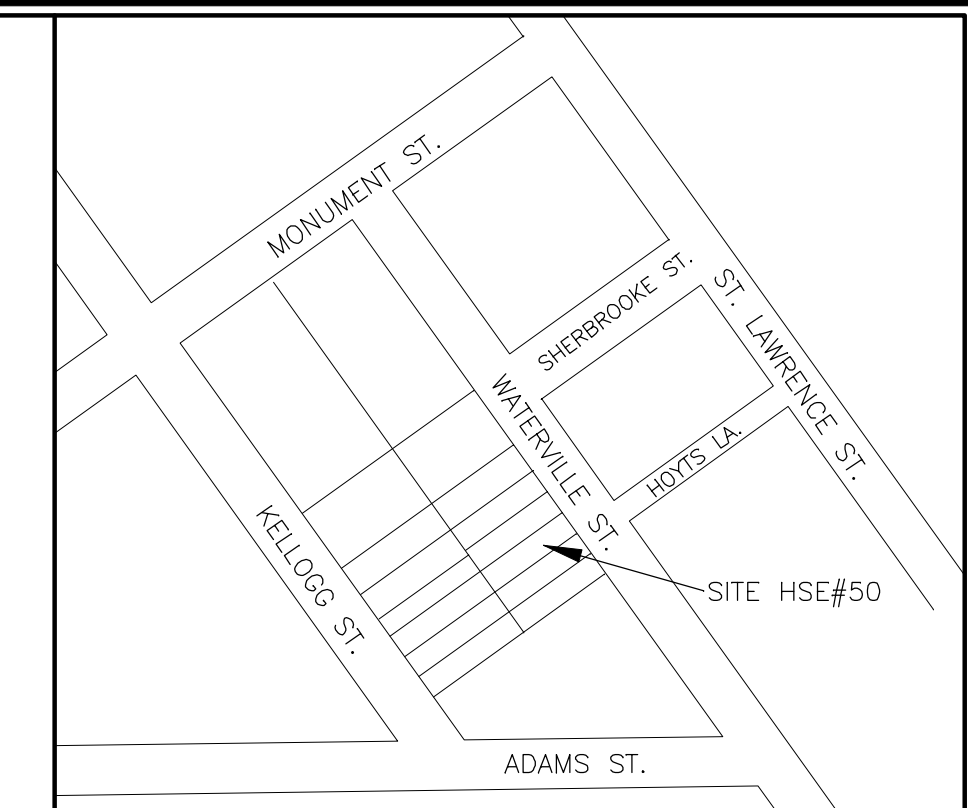 MONUMENT ST.
SHERBROOKE ST.
ST. LAWRENCE ST.
WATERVILLE ST.
HOYTS LA.
KELLOGG ST.
SITE HSE#50
ADAMS ST.